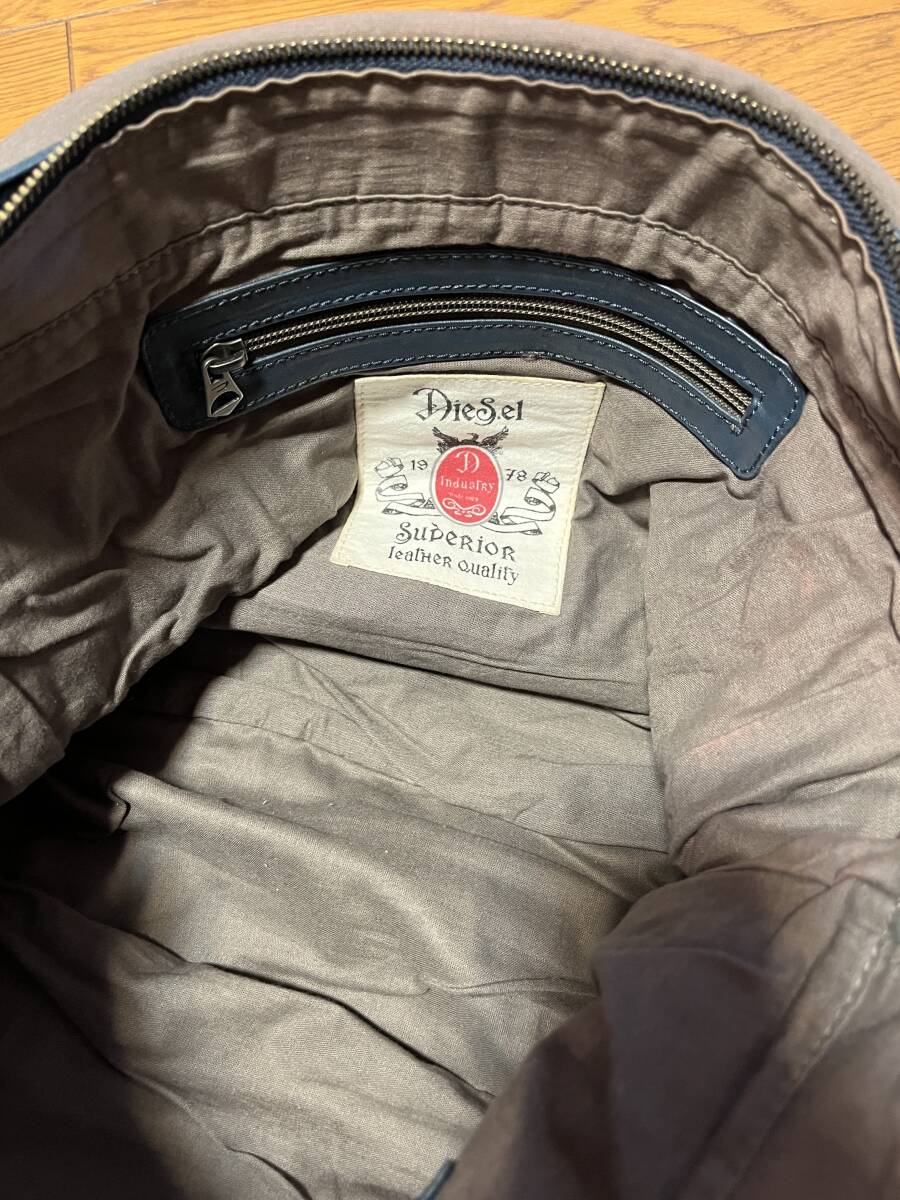 DieSel
19 78
D
Industry
Superior
leather Quality